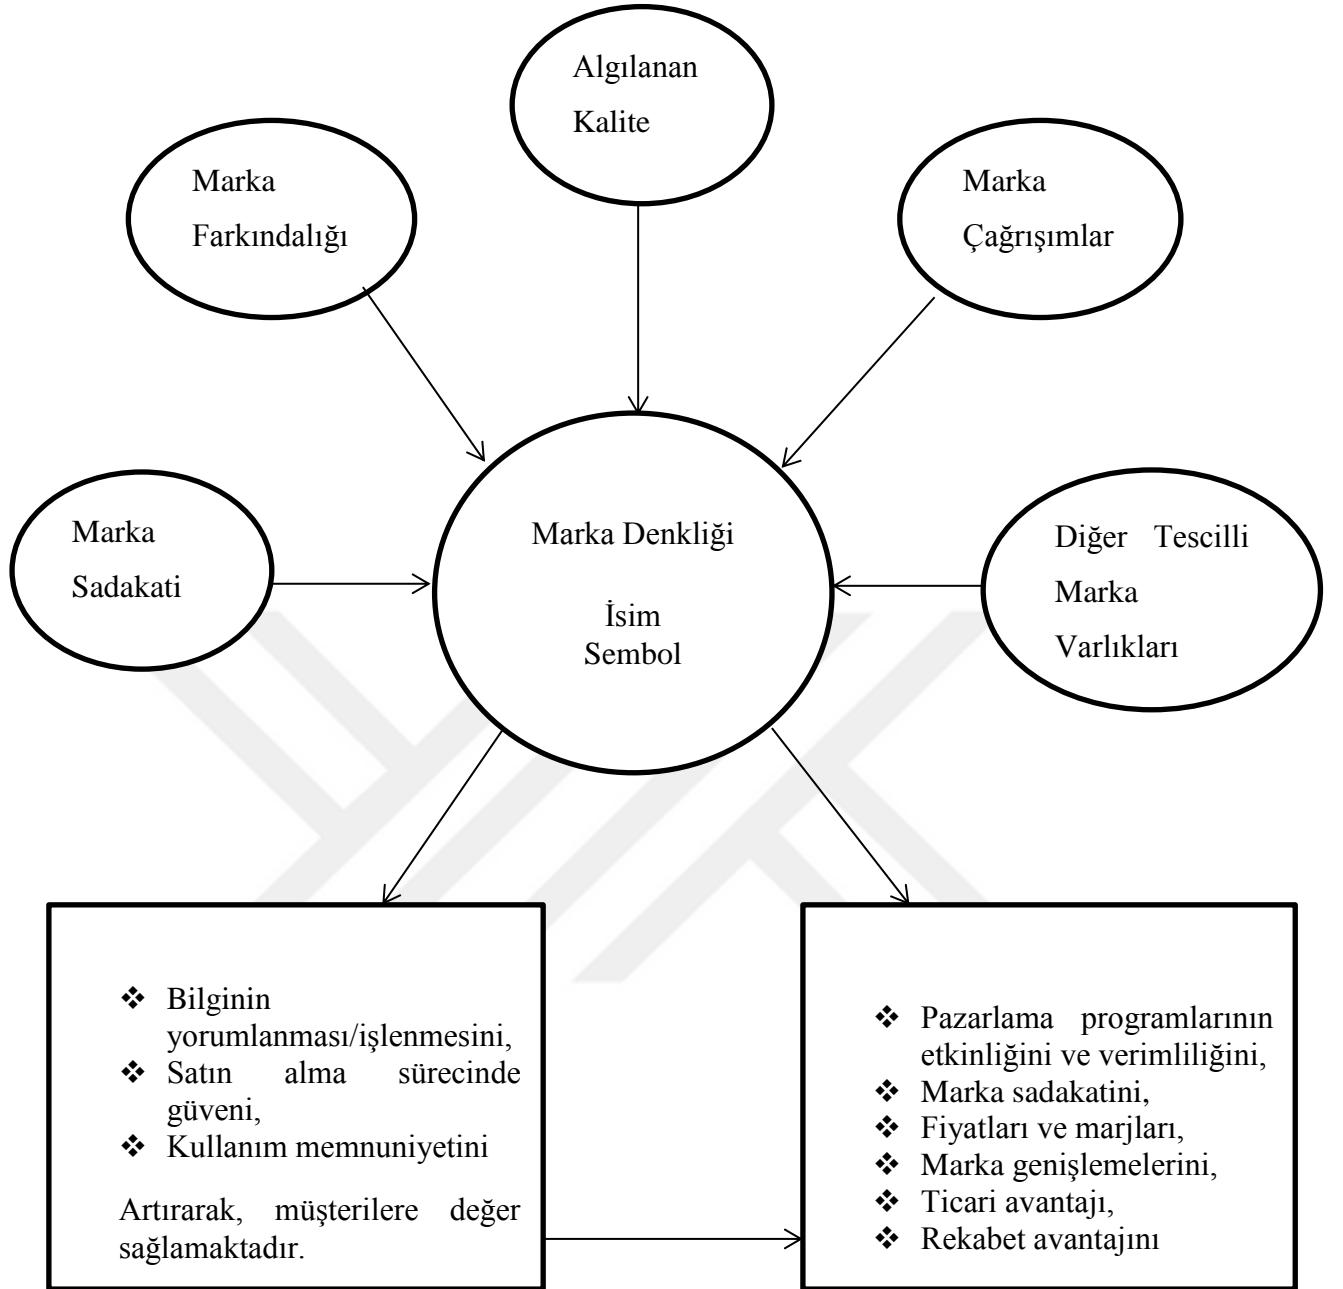 Algılanan
Kalite
Marka
Farkındalığı
Marka
Çağrışımlar
Marka
Sadakati
Marka Denkliği
İsim
Sembol
Diğer Tescilli
Marka
Varlıkları
❖ Bilginin
yorumlanması/işlenmesini,
❖ Satın alma sürecinde
güveni,
❖ Kullanım memnuniyetini
Artırarak, müşterilere değer
sağlamaktadır.
❖ Pazarlama programlarının
etkinliğini ve verimliliğini,
❖ Marka sadakatini,
❖ Fiyatları ve marjları,
❖ Marka genişlemelerini,
❖ Ticari avantajı,
❖ Rekabet avantajını